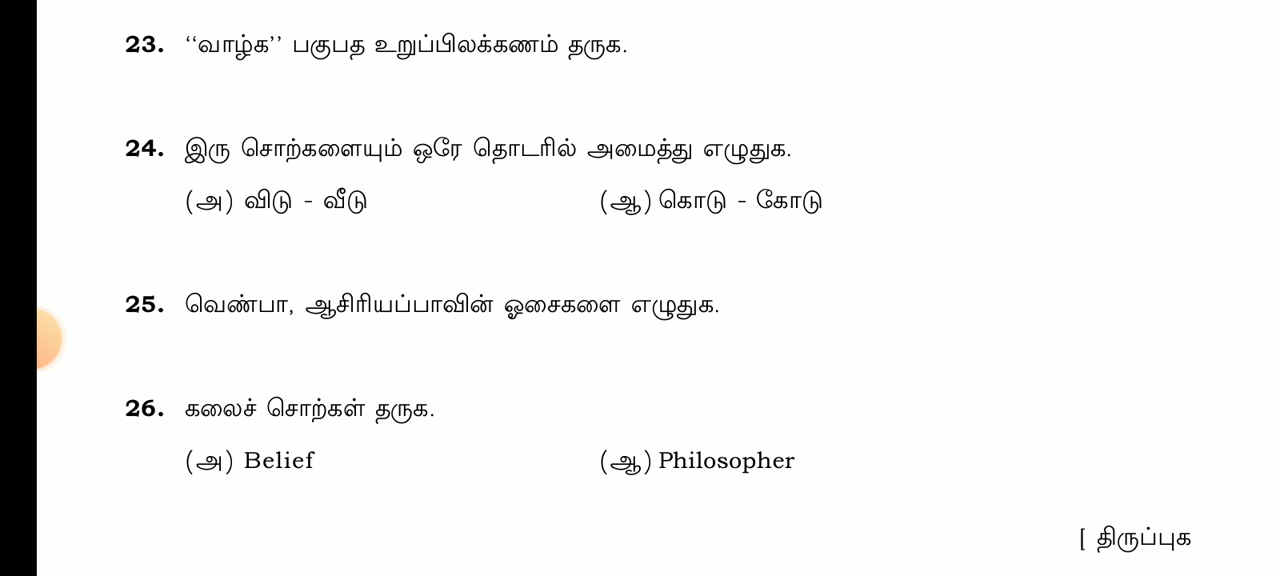 23. ‘‘வாழ்க’’ பகுபத உறுப்பிலக்கணம் தருக.
24. இரு சொற்களையும் ஒரே தொடரில் அமைத்து எழுதுக.
(அ) விடு - வீடு (ஆ) கொடு - கோடு
25. வெண்பா, ஆசிரியப்பாவின் ஓசைகளை எழுதுக.
26. கலைச் சொற்கள் தருக.
(அ) Belief (ஆ) Philosopher
[ திருப்புக